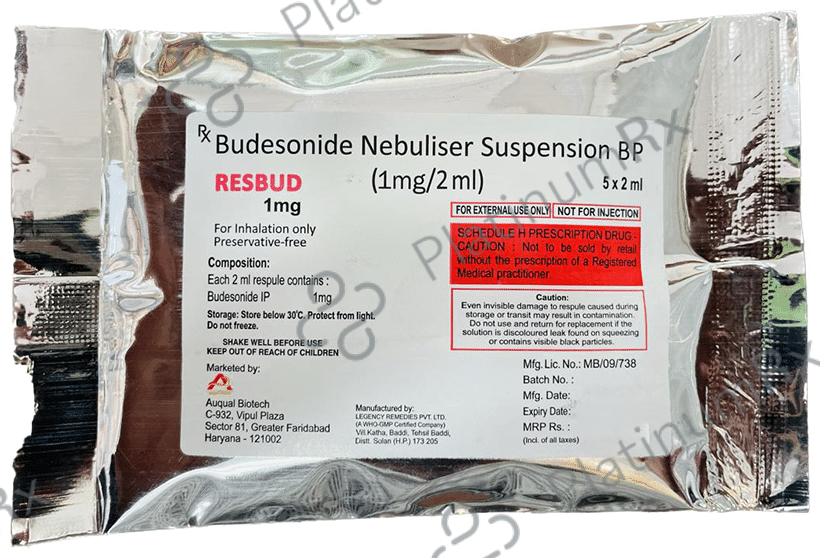 Rx Budesonide Nebuliser Suspension BP
RESBUD (1mg/2ml) 5 x 2 ml
1mg
For Inhalation only
Preservative-free
Composition:
Each 2 ml respule contains :
Budesonide IP 1mg
Storage: Store below 30°C. Protect from light.
Do not freeze.
SHAKE WELL BEFORE USE
KEEP OUT OF REACH OF CHILDREN
Marketed by:
Auqual Biotech
C-932, Vipul Plaza
Sector 81, Greater Faridabad
Haryana - 121002
Manufactured by:
LEGENCY REMEDIES PVT. LTD.
(A WHO-GMP Certified Company)
Vill.Katha, Baddi, Tehsil Baddi,
Distt. Solan (H.P.) 173 205
FOR EXTERNAL USE ONLY NOT FOR INJECTION
SCHEDULE H PRESCRIPTION DRUG -
CAUTION : Not to be sold by retail
without the prescription of a Registered
Medical practitioner
Caution:
Even invisible damage to respule caused during
storage or transit may result in contamination.
Do not use and return for replacement if the
solution is discoloured leak found on squeezing
or contains visible black particles.
Mfg. Lic. No.: MB/09/738
Batch No. :
Mfg. Date:
Expiry Date:
MRP Rs. :
(Incl. of all taxes)
PlatinumRx
PlatinumRx